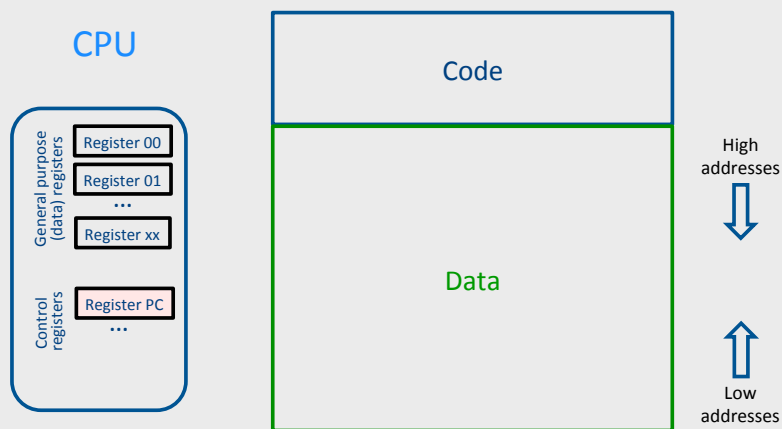 CPU
General purpose
(data) registers
Register 00
Register 01
...
Register xx
Control
registers
Register PC
...
Code
Data
High
addresses
Low
addresses